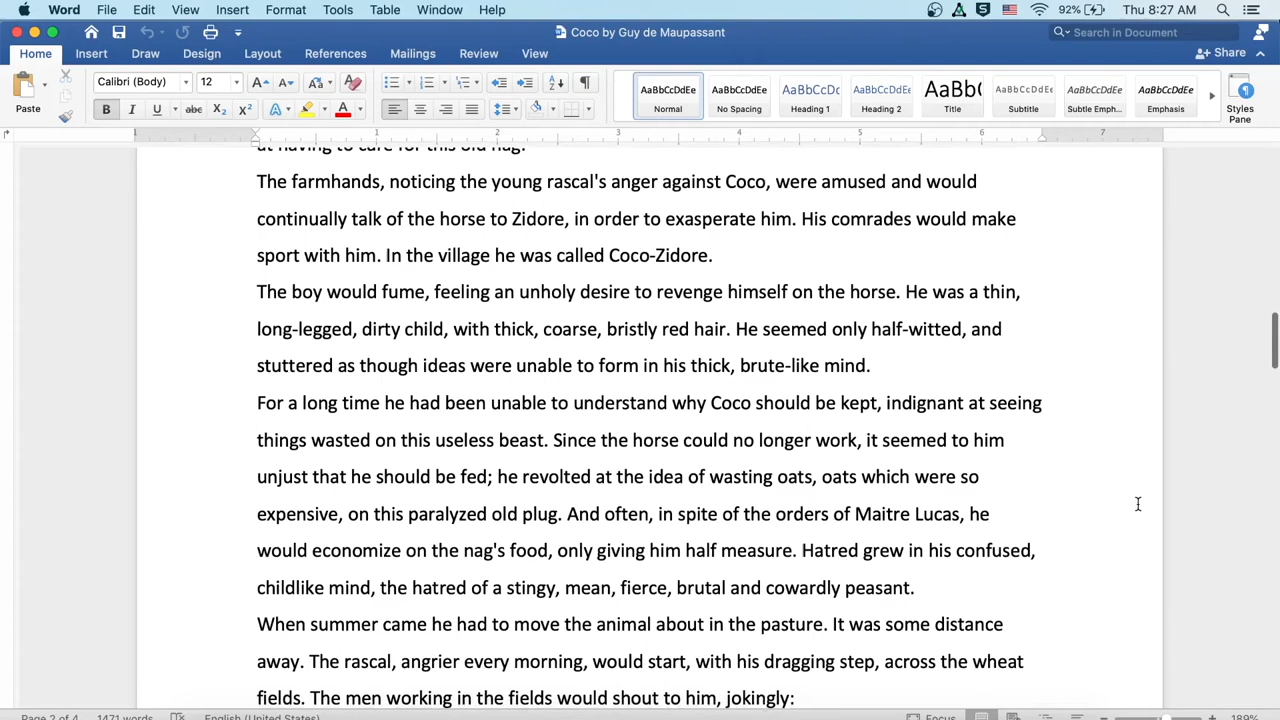 Word File Edit View Insert Format Tools Table Window Help 92% Thu 8:27 AM
Coco by Guy de Maupassant Search in Document
Home Insert Draw Design Layout References Mailings Review View Share
Paste Calibri (Body) 12 A A Aa A
B I U abc X₂ X² A A
AaBbCcDdEe AaBbCcDdEe AaBbCcDc AaBbCcDdEe AaBbC AaBbCcDdEe AaBbCcDdEe AaBbCcDdEe
Normal No Spacing Heading 1 Heading 2 Title Subtitle Subtle Emph... Emphasis Styles Pane
1 1 2 3 4 5 6 7
at having to care for this old nag.
The farmhands, noticing the young rascal's anger against Coco, were amused and would
continually talk of the horse to Zidore, in order to exasperate him. His comrades would make
sport with him. In the village he was called Coco-Zidore.
The boy would fume, feeling an unholy desire to revenge himself on the horse. He was a thin,
long-legged, dirty child, with thick, coarse, bristly red hair. He seemed only half-witted, and
stuttered as though ideas were unable to form in his thick, brute-like mind.
For a long time he had been unable to understand why Coco should be kept, indignant at seeing
things wasted on this useless beast. Since the horse could no longer work, it seemed to him
unjust that he should be fed; he revolted at the idea of wasting oats, oats which were so
expensive, on this paralyzed old plug. And often, in spite of the orders of Maitre Lucas, he
would economize on the nag's food, only giving him half measure. Hatred grew in his confused,
childlike mind, the hatred of a stingy, mean, fierce, brutal and cowardly peasant.
When summer came he had to move the animal about in the pasture. It was some distance
away. The rascal, angrier every morning, would start, with his dragging step, across the wheat
fields. The men working in the fields would shout to him, jokingly:
Page 2 of 4 1471 words English (United States) Focus 189%